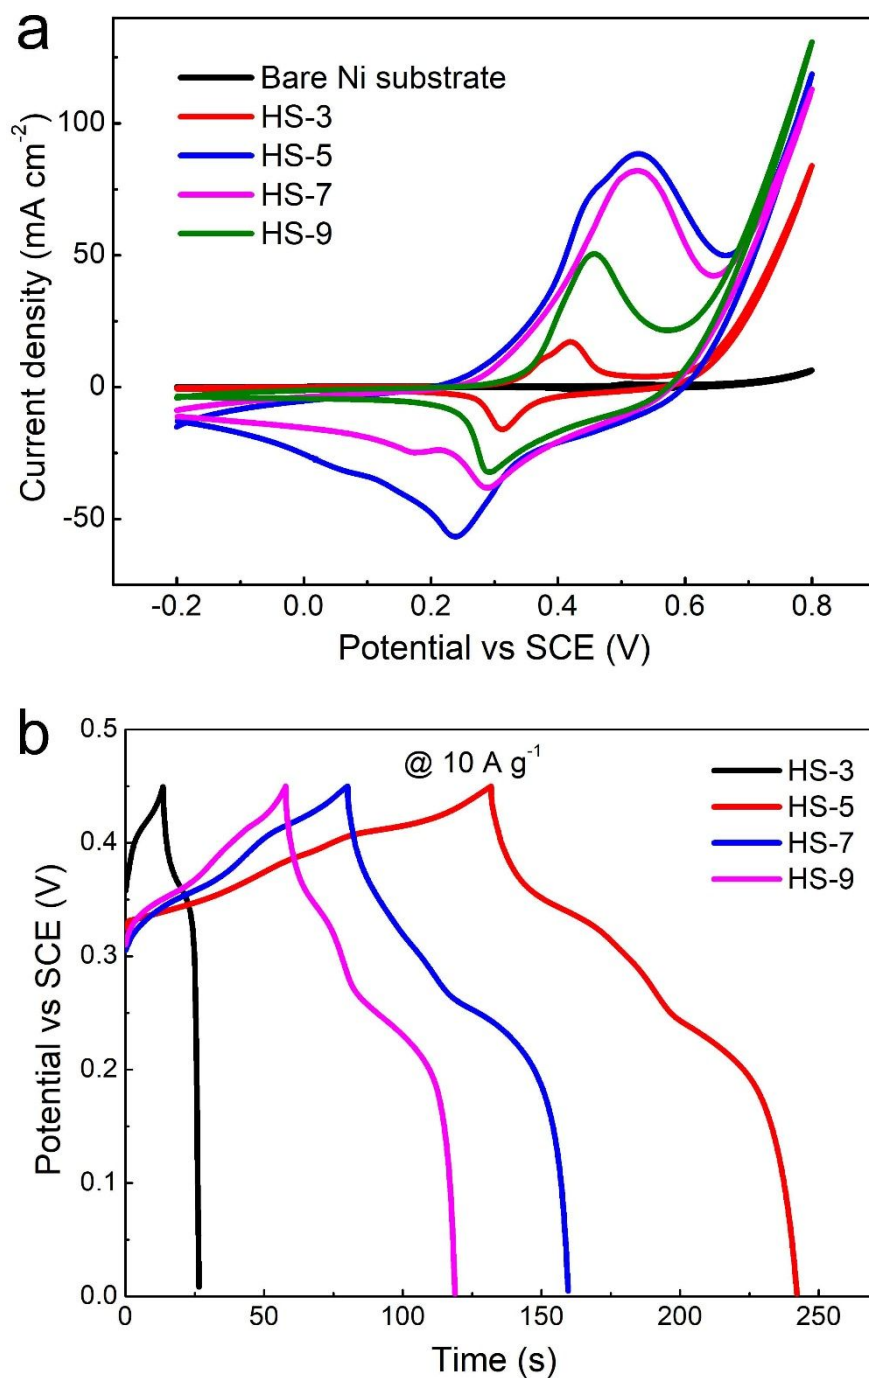 a
Bare Ni substrate
HS-3
HS-5
HS-7
HS-9
100
50
0
-50
Current density (mA cm⁻²)
-0.2 0.0 0.2 0.4 0.6 0.8
Potential vs SCE (V)
b
@ 10 A g⁻¹
HS-3
HS-5
HS-7
HS-9
0.5
0.4
0.3
0.2
0.1
0.0
Potential vs SCE (V)
0 50 100 150 200 250
Time (s)